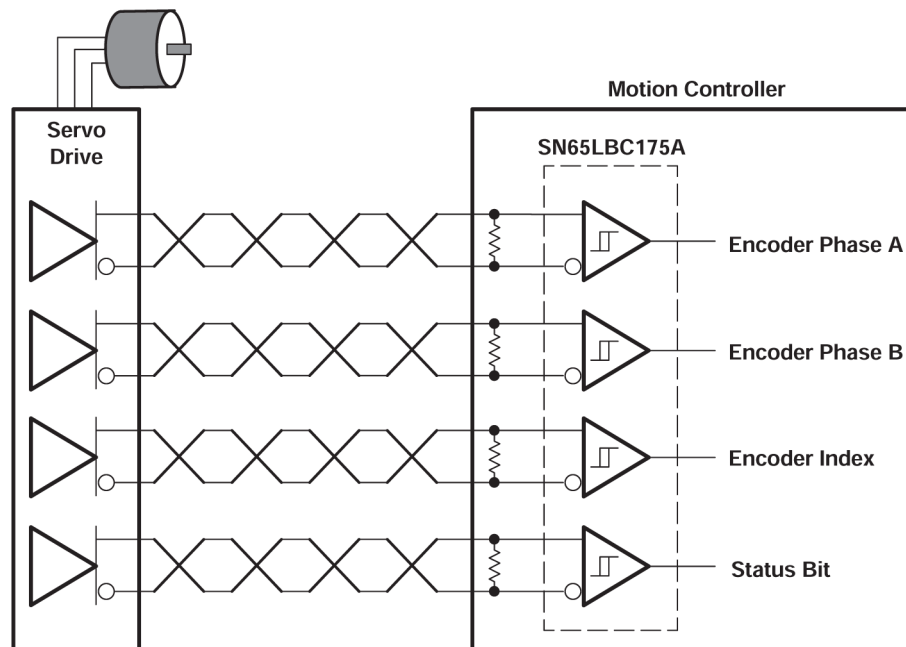 Motion Controller
Servo
Drive
SN65LBC175A
Encoder Phase A
Encoder Phase B
Encoder Index
Status Bit